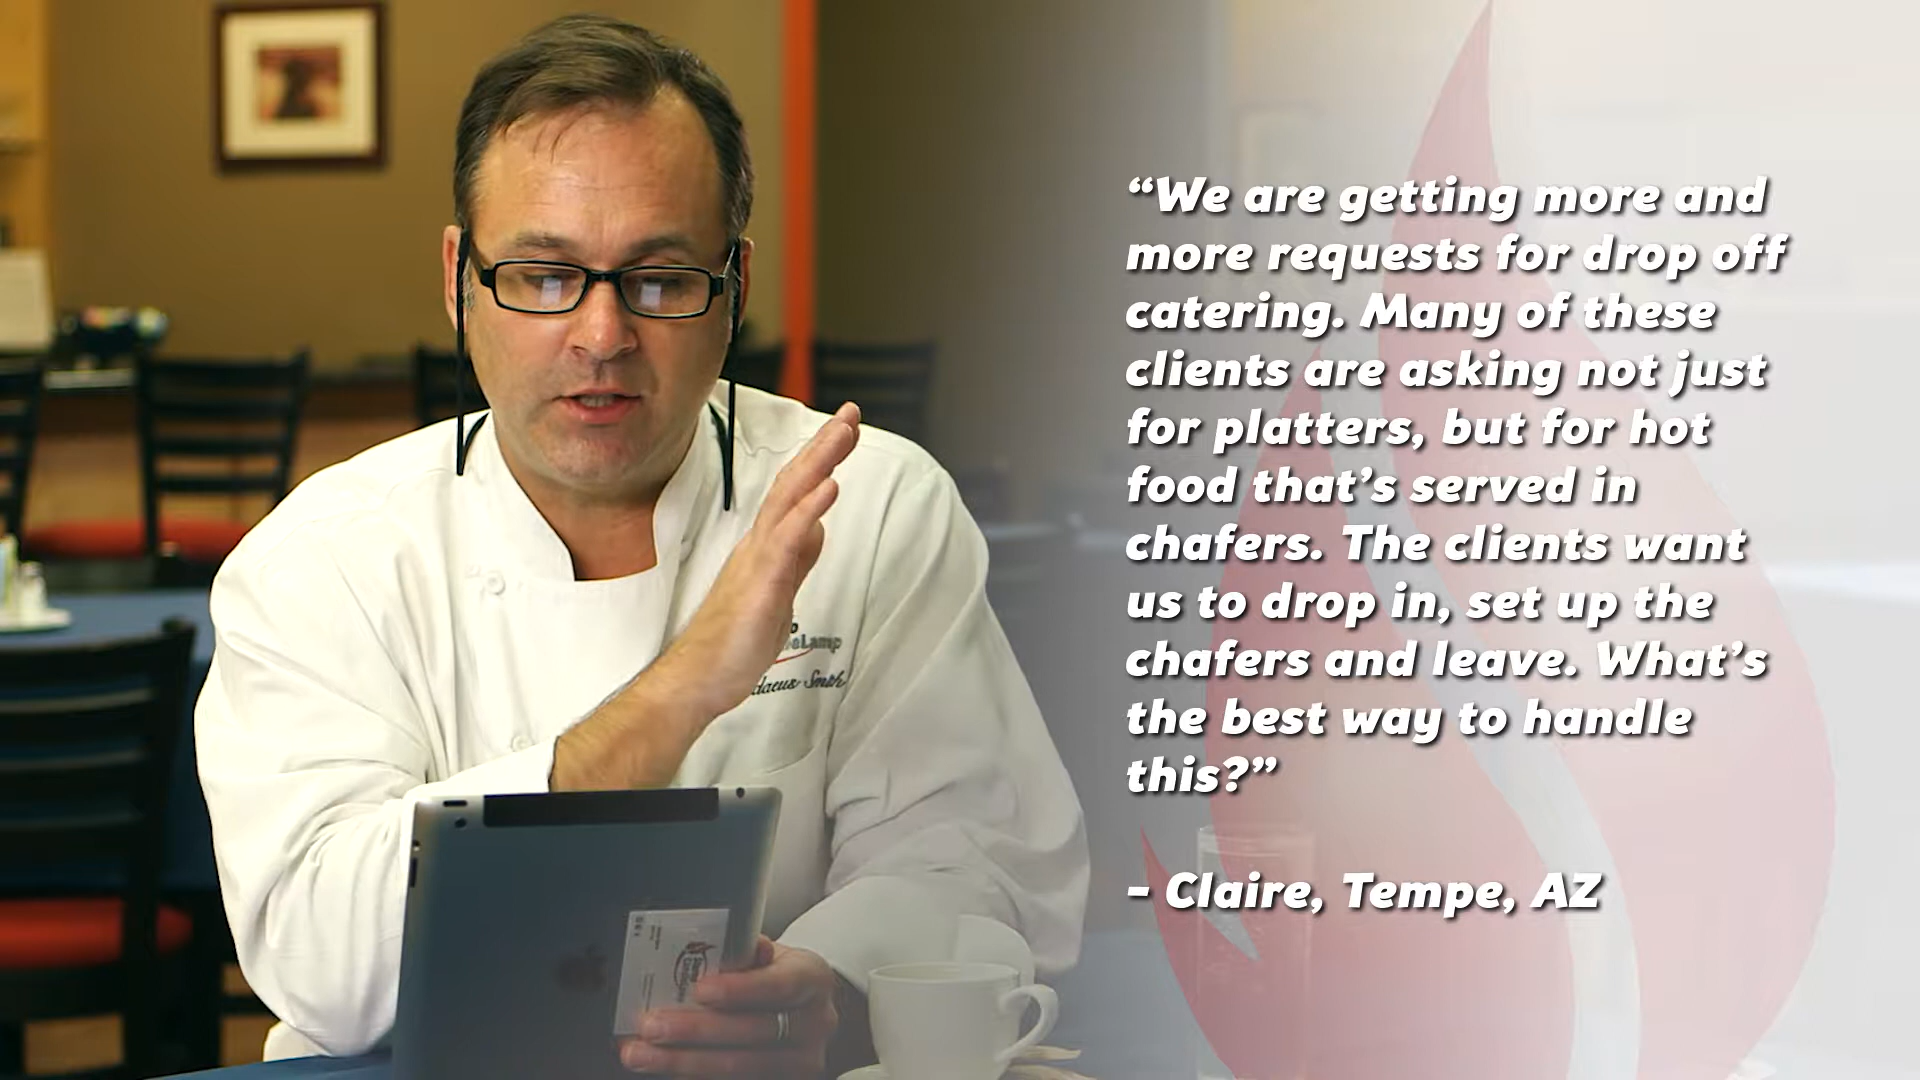 “We are getting more and
more requests for drop off
catering. Many of these
clients are asking not just
for platters, but for hot
food that’s served in
chafers. The clients want
us to drop in, set up the
chafers and leave. What’s
the best way to handle
this?”
- Claire, Tempe, AZ
Smith